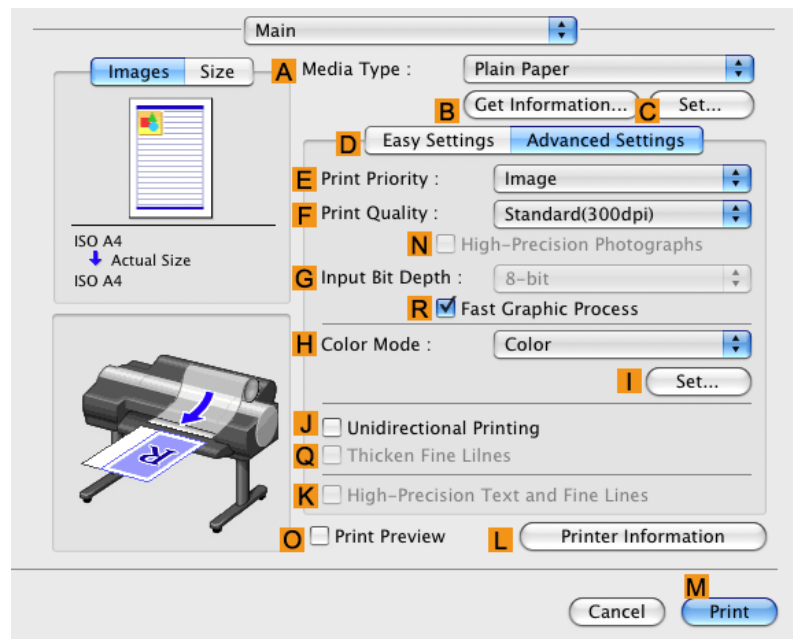 Main
Images Size A Media Type : Plain Paper
B Get Information... C Set...
D Easy Settings Advanced Settings
E Print Priority : Image
F Print Quality : Standard(300dpi)
N High-Precision Photographs
ISO A4
Actual Size
ISO A4
G Input Bit Depth : 8-bit
R Fast Graphic Process
H Color Mode : Color
I Set...
J Unidirectional Printing
Q Thicken Fine Lilnes
K High-Precision Text and Fine Lines
R
O Print Preview L Printer Information
M
Cancel Print